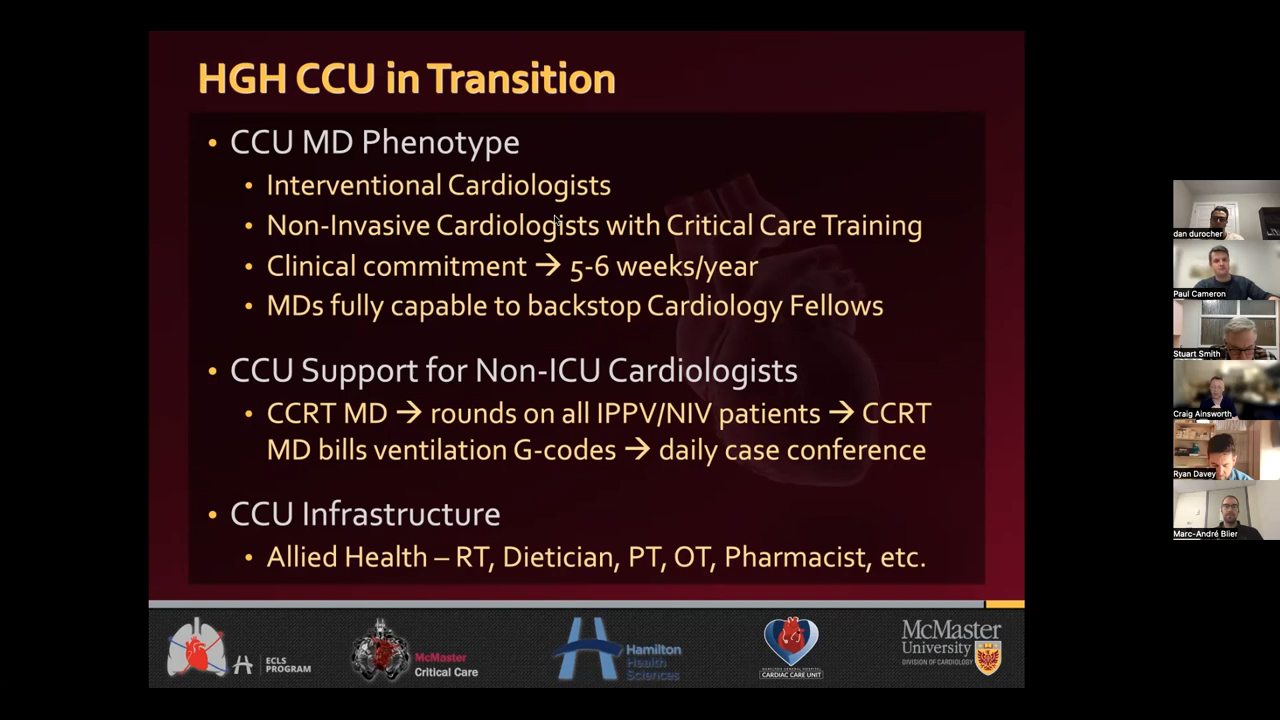 HGH CCU in Transition
• CCU MD Phenotype
• Interventional Cardiologists
• Non-Invasive Cardiologists with Critical Care Training
• Clinical commitment → 5-6 weeks/year
• MDs fully capable to backstop Cardiology Fellows
• CCU Support for Non-ICU Cardiologists
• CCRT MD → rounds on all IPPV/NIV patients → CCRT
MD bills ventilation G-codes → daily case conference
• CCU Infrastructure
• Allied Health – RT, Dietician, PT, OT, Pharmacist, etc.
ECLS
PROGRAM
McMaster
Critical Care
Hamilton
Health
Sciences
HAMILTON GENERAL HOSPITAL
CARDIAC CARE UNIT
McMaster
University
DIVISION OF CARDIOLOGY
dan durocher
Paul Cameron
Stuart Smith
Craig Ainsworth
Ryan Davey
Marc-André Blier